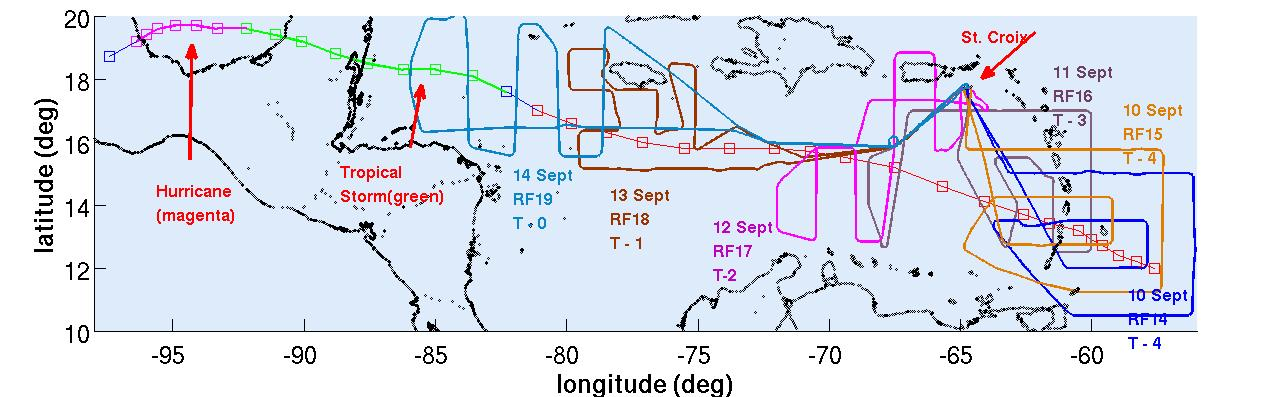 20
18
16
14
12
10
latitude (deg)
-95
-90
-85
-80
-75
-70
-65
-60
longitude (deg)
St. Croix
11 Sept
RF16
T - 3
10 Sept
RF15
T - 4
Hurricane
(magenta)
Tropical
Storm(green)
14 Sept
RF19
T - 0
13 Sept
RF18
T - 1
12 Sept
RF17
T-2
10 Sept
RF14
T - 4